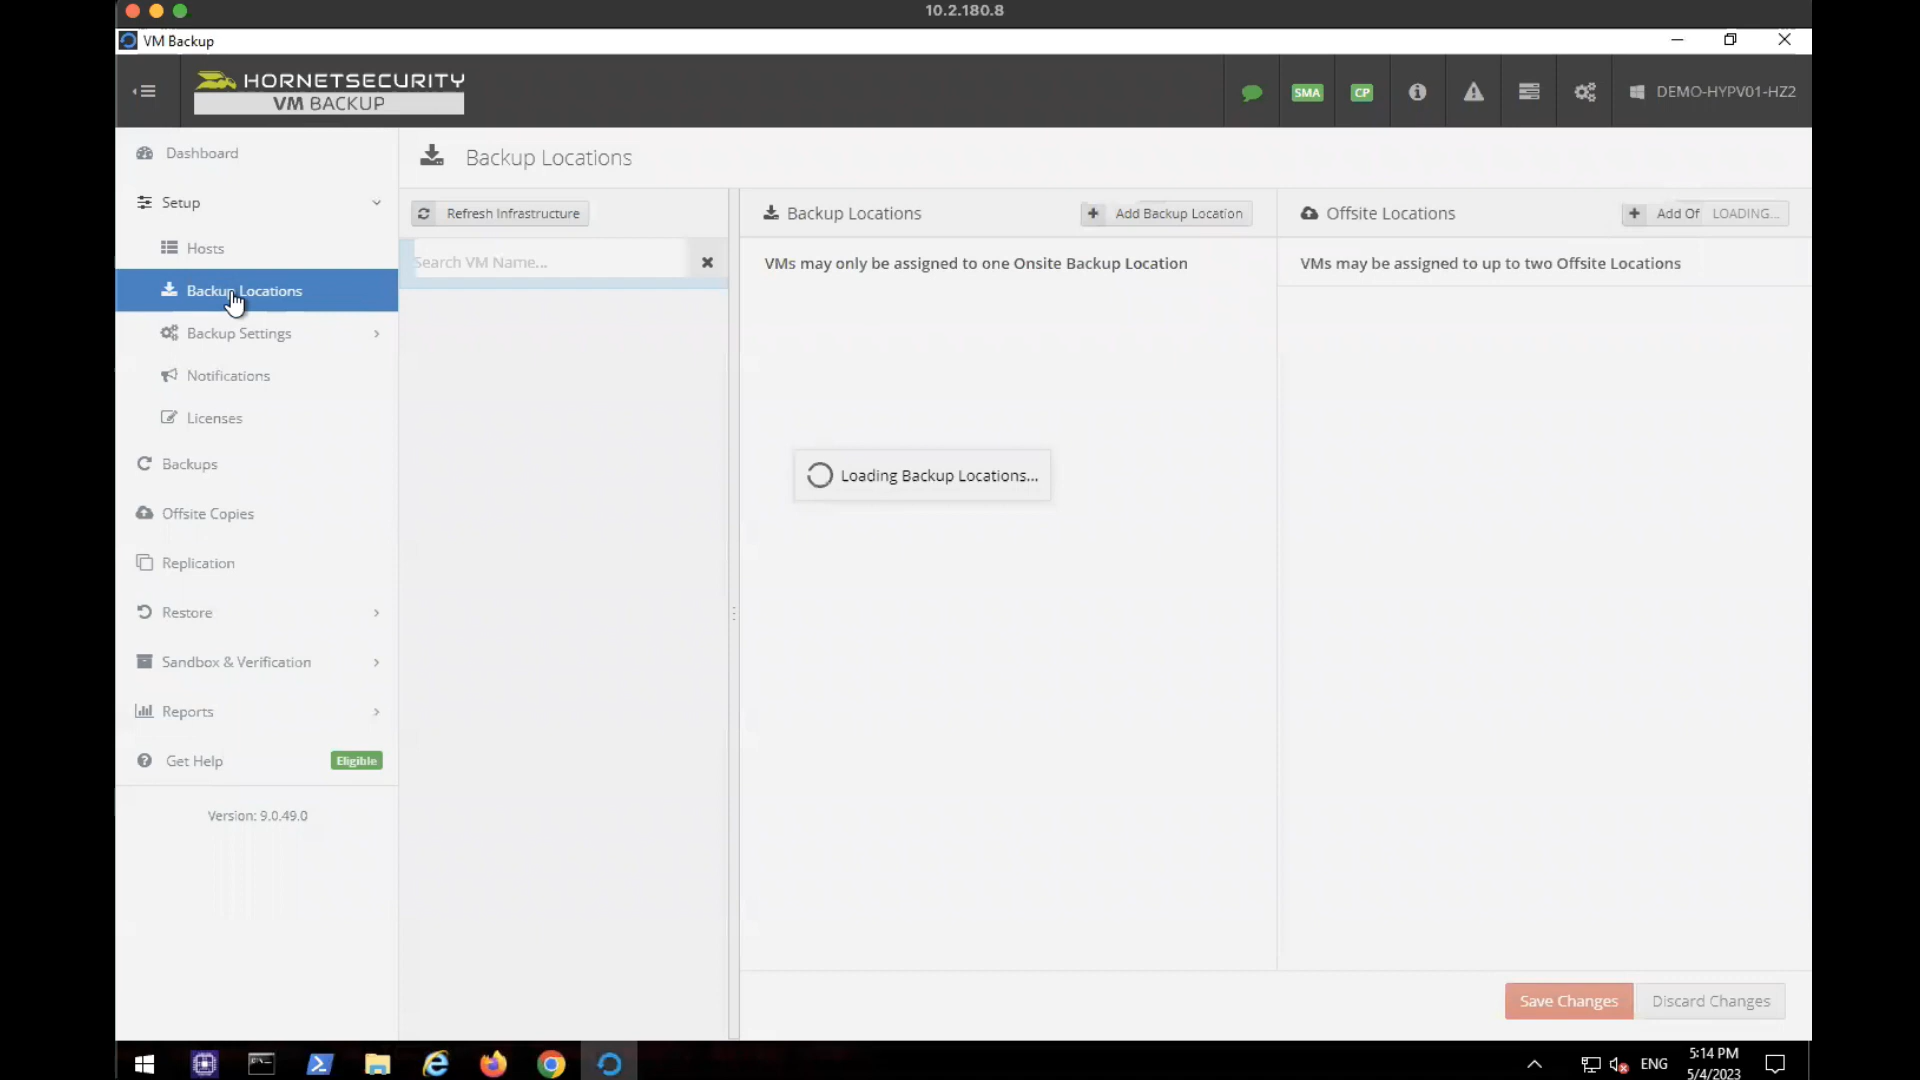 10.2.180.8
VM Backup
HORNETSECURITY
VM BACKUP
SMA
CP
DEMO-HYPV01-HZ2
Dashboard
Setup
Hosts
Backup Locations
Backup Settings
Notifications
Licenses
Backups
Offsite Copies
Replication
Restore
Sandbox & Verification
Reports
Get Help
Eligible
Version: 9.0.49.0
Backup Locations
Refresh Infrastructure
Search VM Name...
Backup Locations
Add Backup Location
VMs may only be assigned to one Onsite Backup Location
Loading Backup Locations...
Offsite Locations
Add Of LOADING...
VMs may be assigned to up to two Offsite Locations
Save Changes
Discard Changes
ENG
5:14 PM
5/4/2023